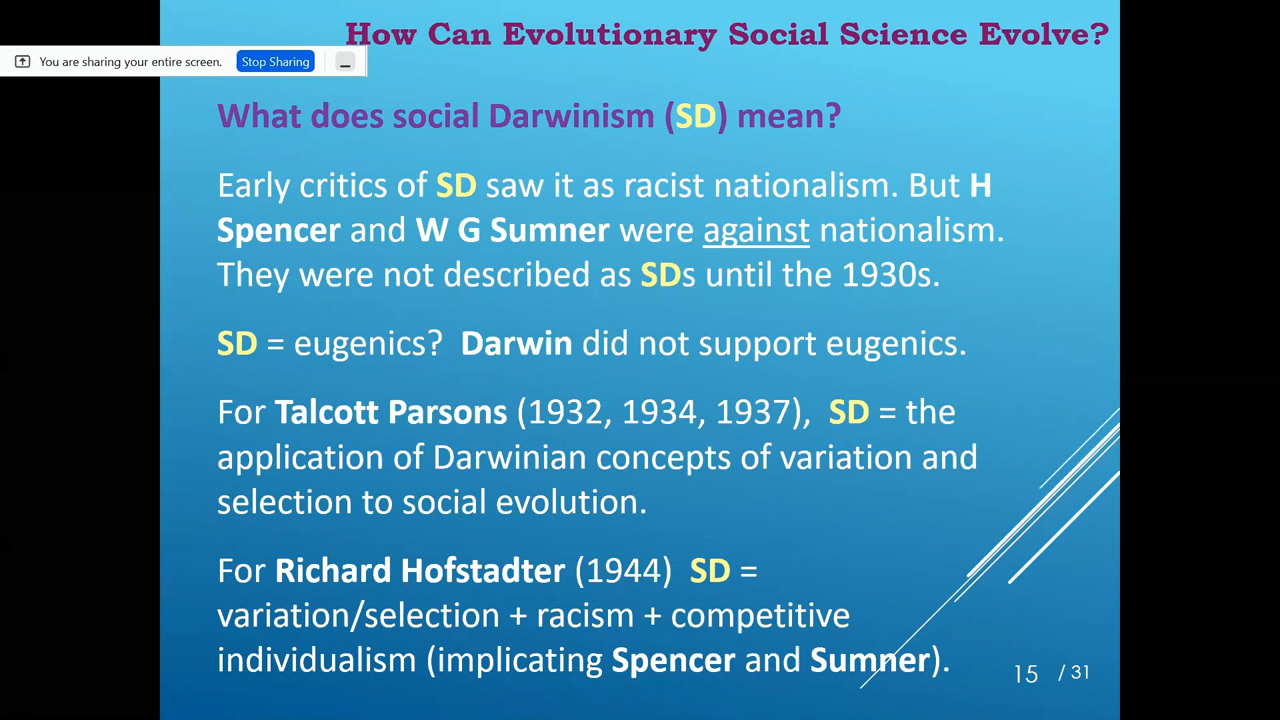 How Can Evolutionary Social Science Evolve?
You are sharing your entire screen. Stop Sharing
What does social Darwinism (SD) mean?
Early critics of SD saw it as racist nationalism. But H
Spencer and W G Sumner were against nationalism.
They were not described as SDs until the 1930s.
SD = eugenics? Darwin did not support eugenics.
For Talcott Parsons (1932, 1934, 1937), SD = the
application of Darwinian concepts of variation and
selection to social evolution.
For Richard Hofstadter (1944) SD =
variation/selection + racism + competitive
individualism (implicating Spencer and Sumner).
15 / 31